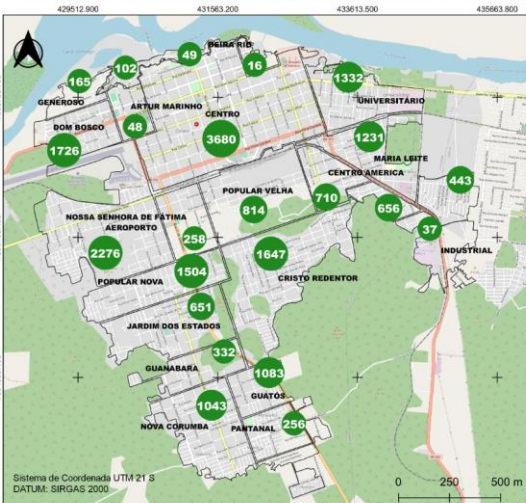 429512.900 431563.200 433613.500 435663.800
BEIRA RIO
49
102
16
165
1332
GENEROSO
ARTUR MARINHO
UNIVERSITÁRIO
CENTRO
DOM BOSCO
48
1726
3680
1231
MARIA LEITE
CENTRO AMERICA
443
POPULAR VELHA
710
656
814
NOSSA SENHORA DE FÁTIMA
AEROPORTO
258
37
2276
1647
INDUSTRIAL
1504
CRISTO REDENTOR
POPULAR NOVA
651
JARDIM DOS ESTADOS
332
GUANABARA
1083
GUATÓS
1043
NOVA CORUMBA
PANTANAL
256
Sistema de Coordenada UTM 21 S
DATUM: SIRGAS 2000
0 250 500 m